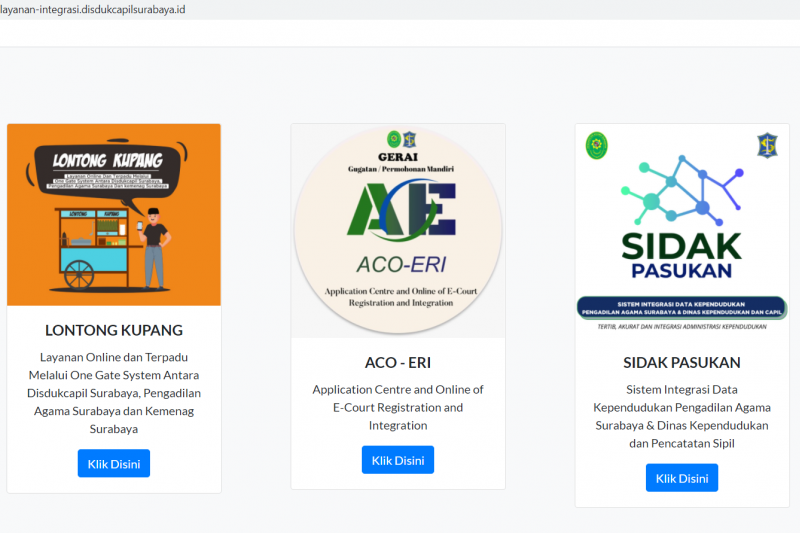 layanan-integrasi.disdukcapilsurabaya.id
LONTONG KUPANG
Layanan Online Dan Terpadu Melalui
One Gate System Antara Disdukcapil Surabaya,
Pengadilan Agama Surabaya Dan kemenag Surabaya
LONTONG KUPANG
LONTONG KUPANG
Layanan Online dan Terpadu
Melalui One Gate System Antara
Disdukcapil Surabaya, Pengadilan
Agama Surabaya dan Kemenag
Surabaya
Klik Disini
GERAI
Gugatan / Permohonan Mandiri
ACE
ACO-ERI
Application Centre and Online of E-Court
Registration and Integration
ACO - ERI
Application Centre and Online of
E-Court Registration and
Integration
Klik Disini
SIDAK
PASUKAN
SISTEM INTEGRASI DATA KEPENDUDUKAN
PENGADILAN AGAMA SURABAYA & DINAS KEPENDUDUKAN DAN CAPIL
TERTIB, AKURAT DAN INTEGRASI ADMINISTRASI KEPENDUDUKAN
SIDAK PASUKAN
Sistem Integrasi Data
Kependudukan Pengadilan Agama
Surabaya & Dinas Kependudukan
dan Pencatatan Sipil
Klik Disini